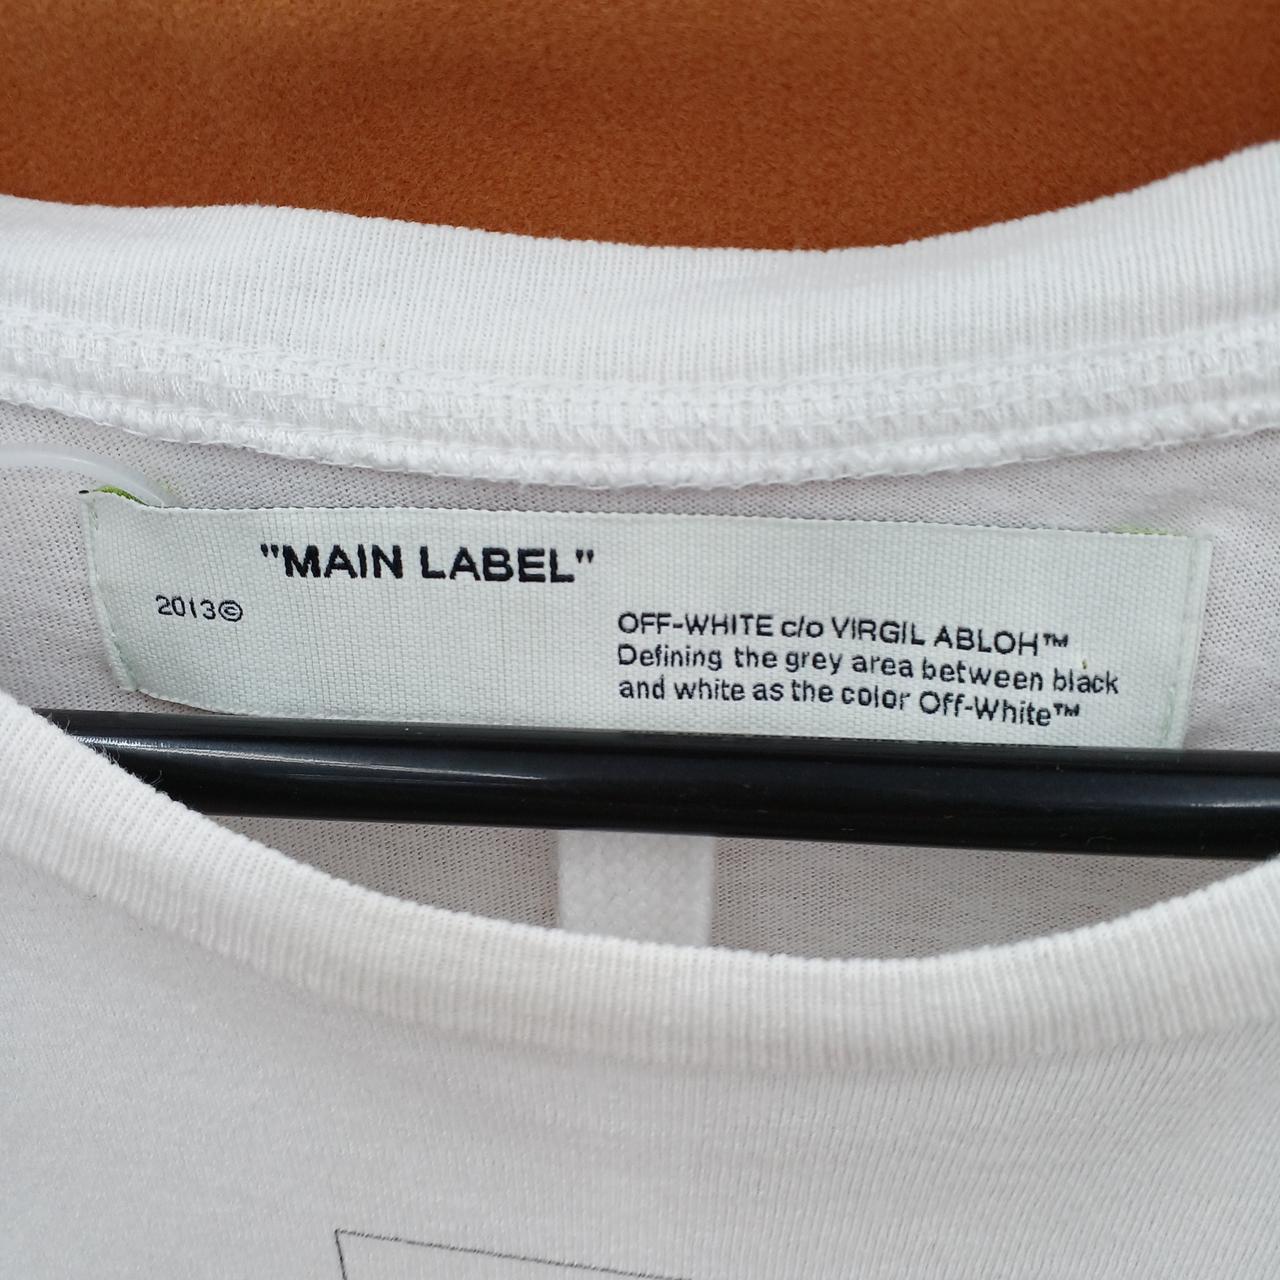 "MAIN LABEL"
2013©
OFF-WHITE c/o VIRGIL ABLOH™
Defining the grey area between black
and white as the color Off-White™